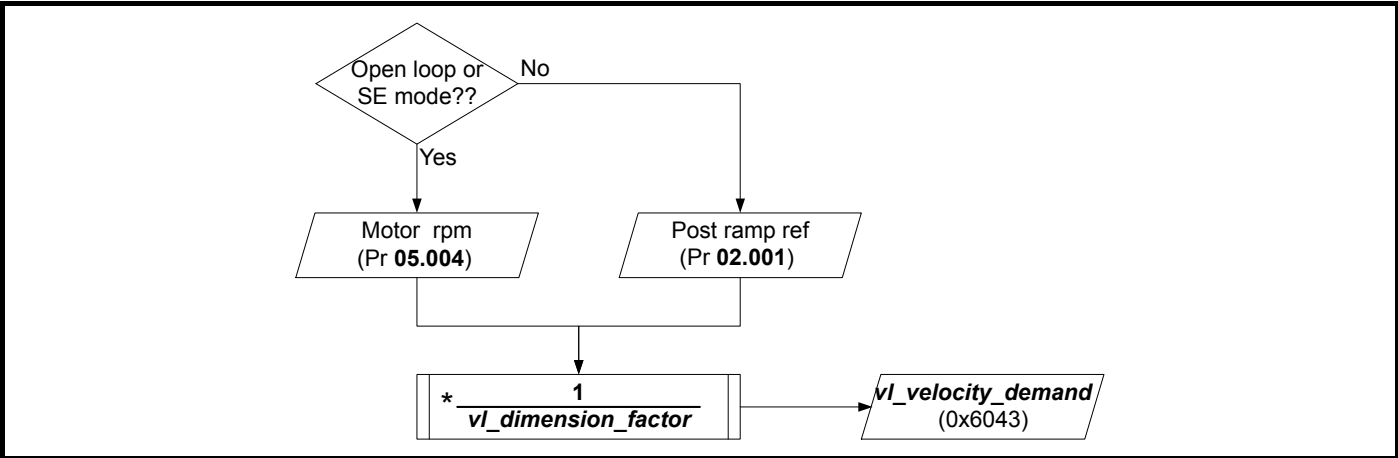 Open loop or
SE mode??
No
Yes
Motor rpm
(Pr 05.004)
Post ramp ref
(Pr 02.001)
* 1
vl_dimension_factor
vl_velocity_demand
(0x6043)